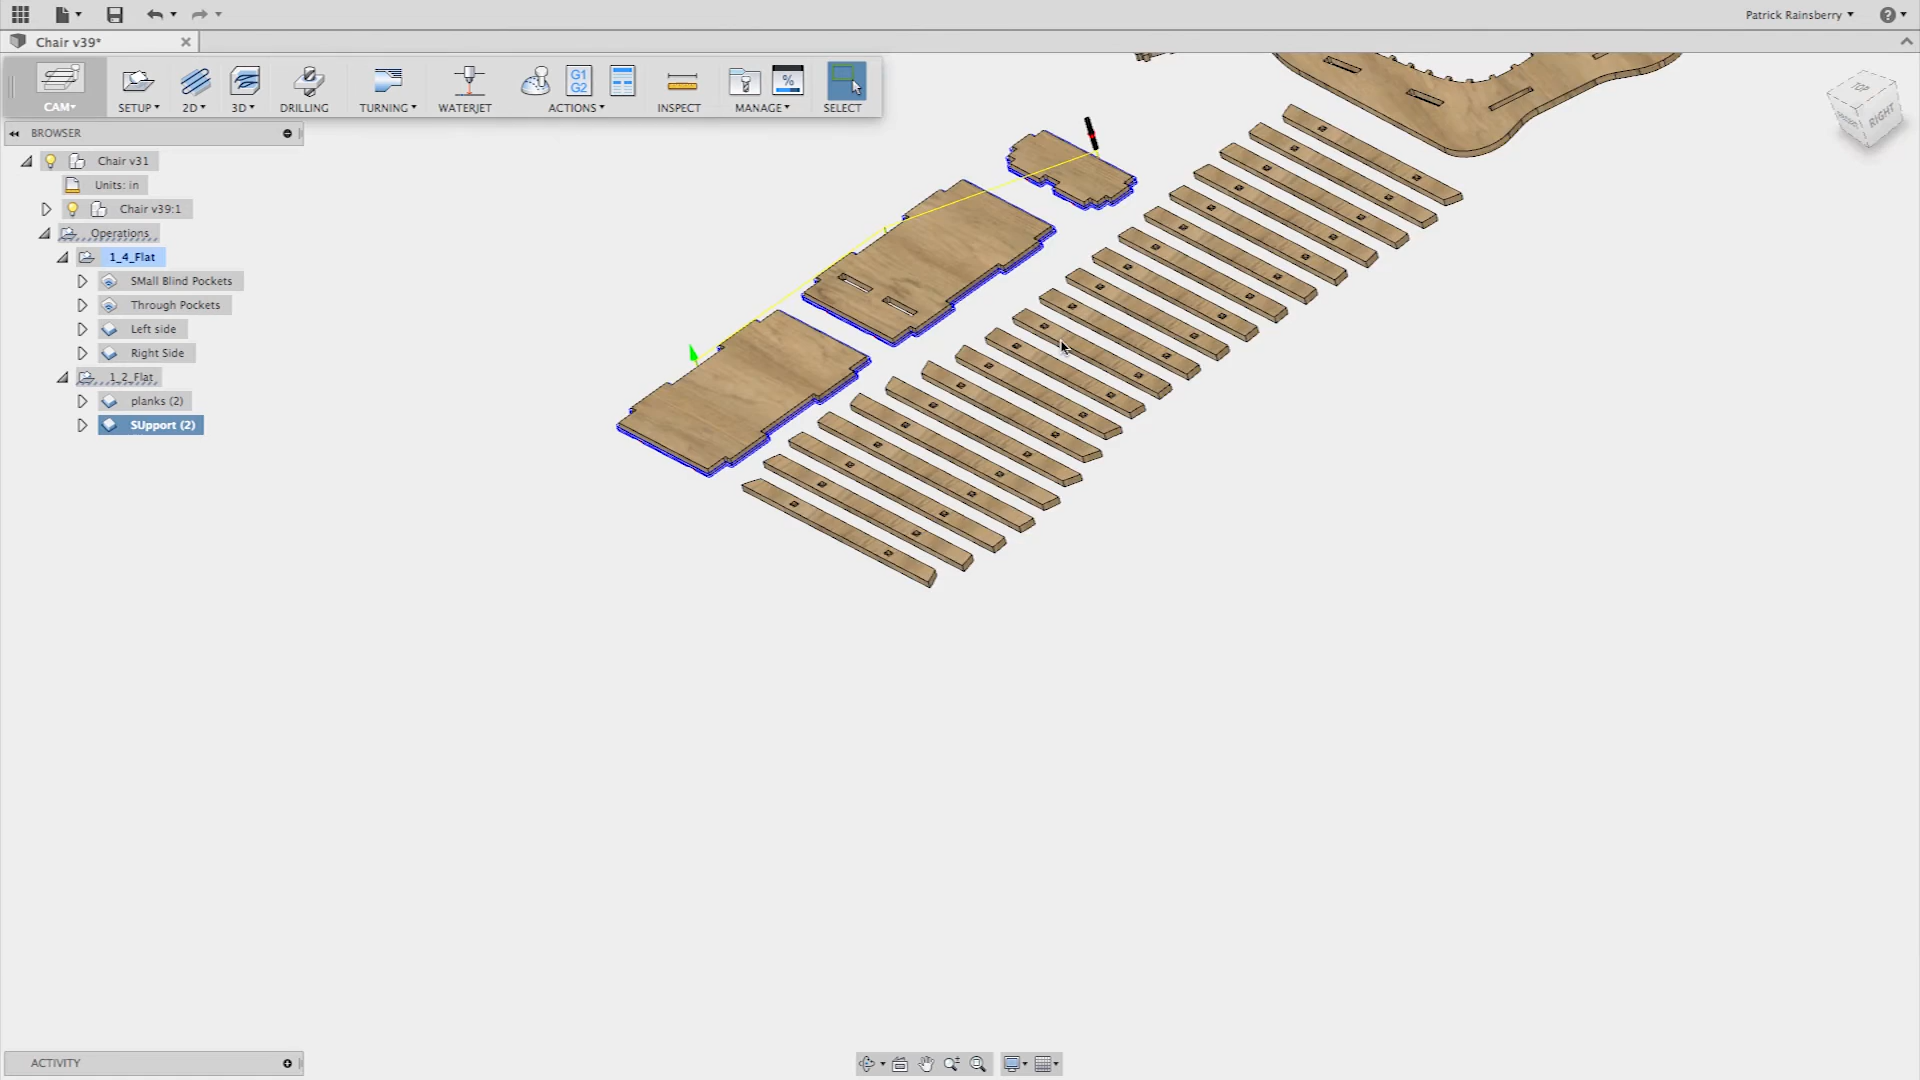 Patrick Rainsberry
Chair v39*
CAM
SETUP
2D
3D
DRILLING
TURNING
WATERJET
G1
G2
ACTIONS
INSPECT
%
MANAGE
SELECT
TOP
RIGHT
BROWSER
Chair v31
Units: in
Chair v39:1
Operations
1_4_Flat
SMall Blind Pockets
Through Pockets
Left side
Right Side
1_2_Flat
planks (2)
SUpport (2)
ACTIVITY